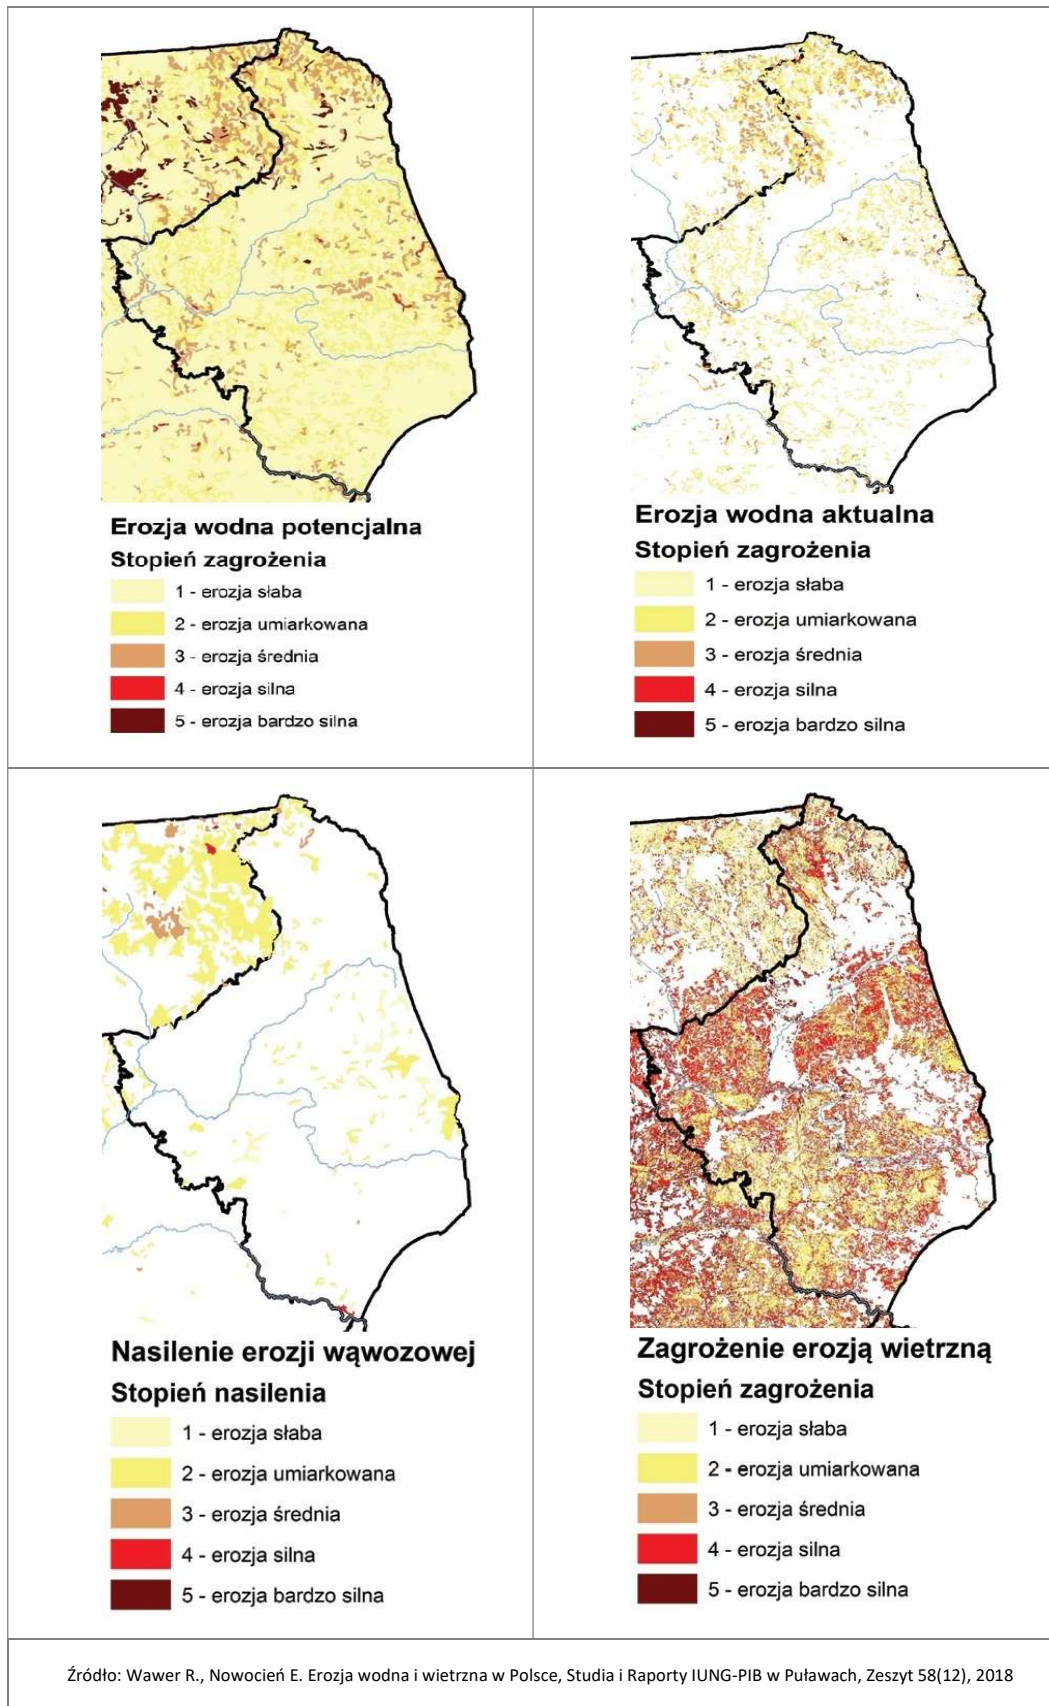 Erozja wodna potencjalna
Stopień zagrożenia
1 - erozja słaba
2 - erozja umiarkowana
3 - erozja średnia
4 - erozja silna
5 - erozja bardzo silna
Erozja wodna aktualna
Stopień zagrożenia
1 - erozja słaba
2 - erozja umiarkowana
3 - erozja średnia
4 - erozja silna
5 - erozja bardzo silna
Nasilenie erozji wąwozowej
Stopień nasilenia
1 - erozja słaba
2 - erozja umiarkowana
3 - erozja średnia
4 - erozja silna
5 - erozja bardzo silna
Zagrożenie erozją wietrzną
Stopień zagrożenia
1 - erozja słaba
2 - erozja umiarkowana
3 - erozja średnia
4 - erozja silna
5 - erozja bardzo silna
Źródło: Wawer R., Nowocień E. Erozja wodna i wietrzna w Polsce, Studia i Raporty IUNG-PIB w Puławach, Zeszyt 58(12), 2018